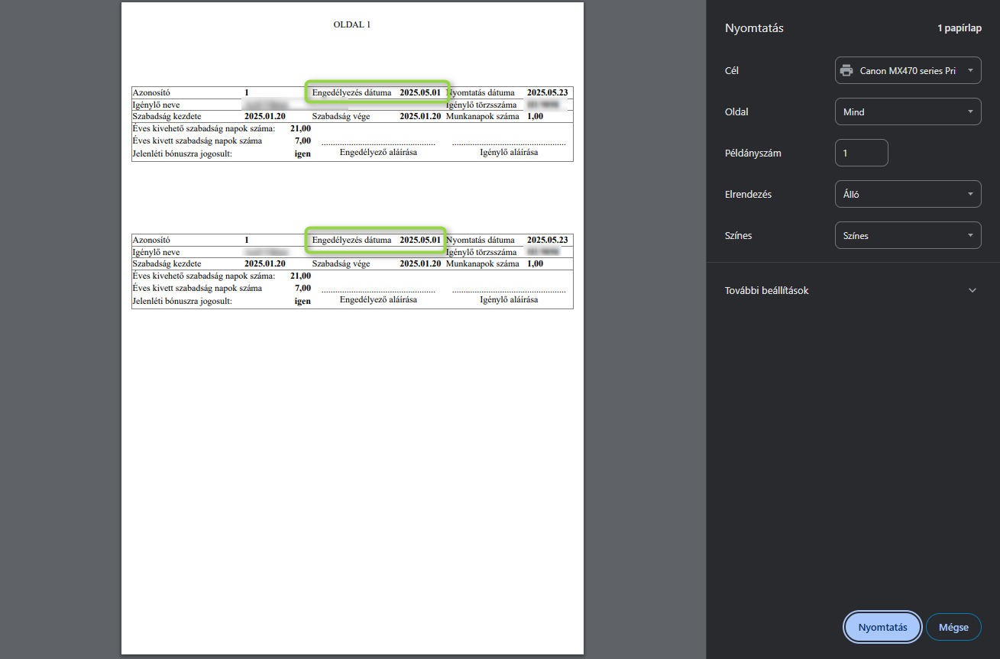 OLDAL 1
Azonosító 1 Engedélyezés dátuma 2025.05.01 Nyomtatás dátuma 2025.05.23
Igénylő neve Igénylő törzsszáma
Szabadság kezdete 2025.01.20 Szabadság vége 2025.01.20 Munkanapok száma 1,00
Éves kivehető szabadság napok száma: 21,00
Éves kivett szabadság napok száma 7,00
Engedélyező aláírása Igénylő aláírása
Jelenléti bónuszra jogosult: igen
Azonosító 1 Engedélyezés dátuma 2025.05.01 Nyomtatás dátuma 2025.05.23
Igénylő neve Igénylő törzsszáma
Szabadság kezdete 2025.01.20 Szabadság vége 2025.01.20 Munkanapok száma 1,00
Éves kivehető szabadság napok száma: 21,00
Éves kivett szabadság napok száma 7,00
Engedélyező aláírása Igénylő aláírása
Jelenléti bónuszra jogosult: igen
Nyomtatás 1 papírlap
Cél Canon MX470 series Pri
Oldal Mind
Példányszám 1
Elrendezés Álló
Színes Színes
További beállítások
Nyomtatás Mégse